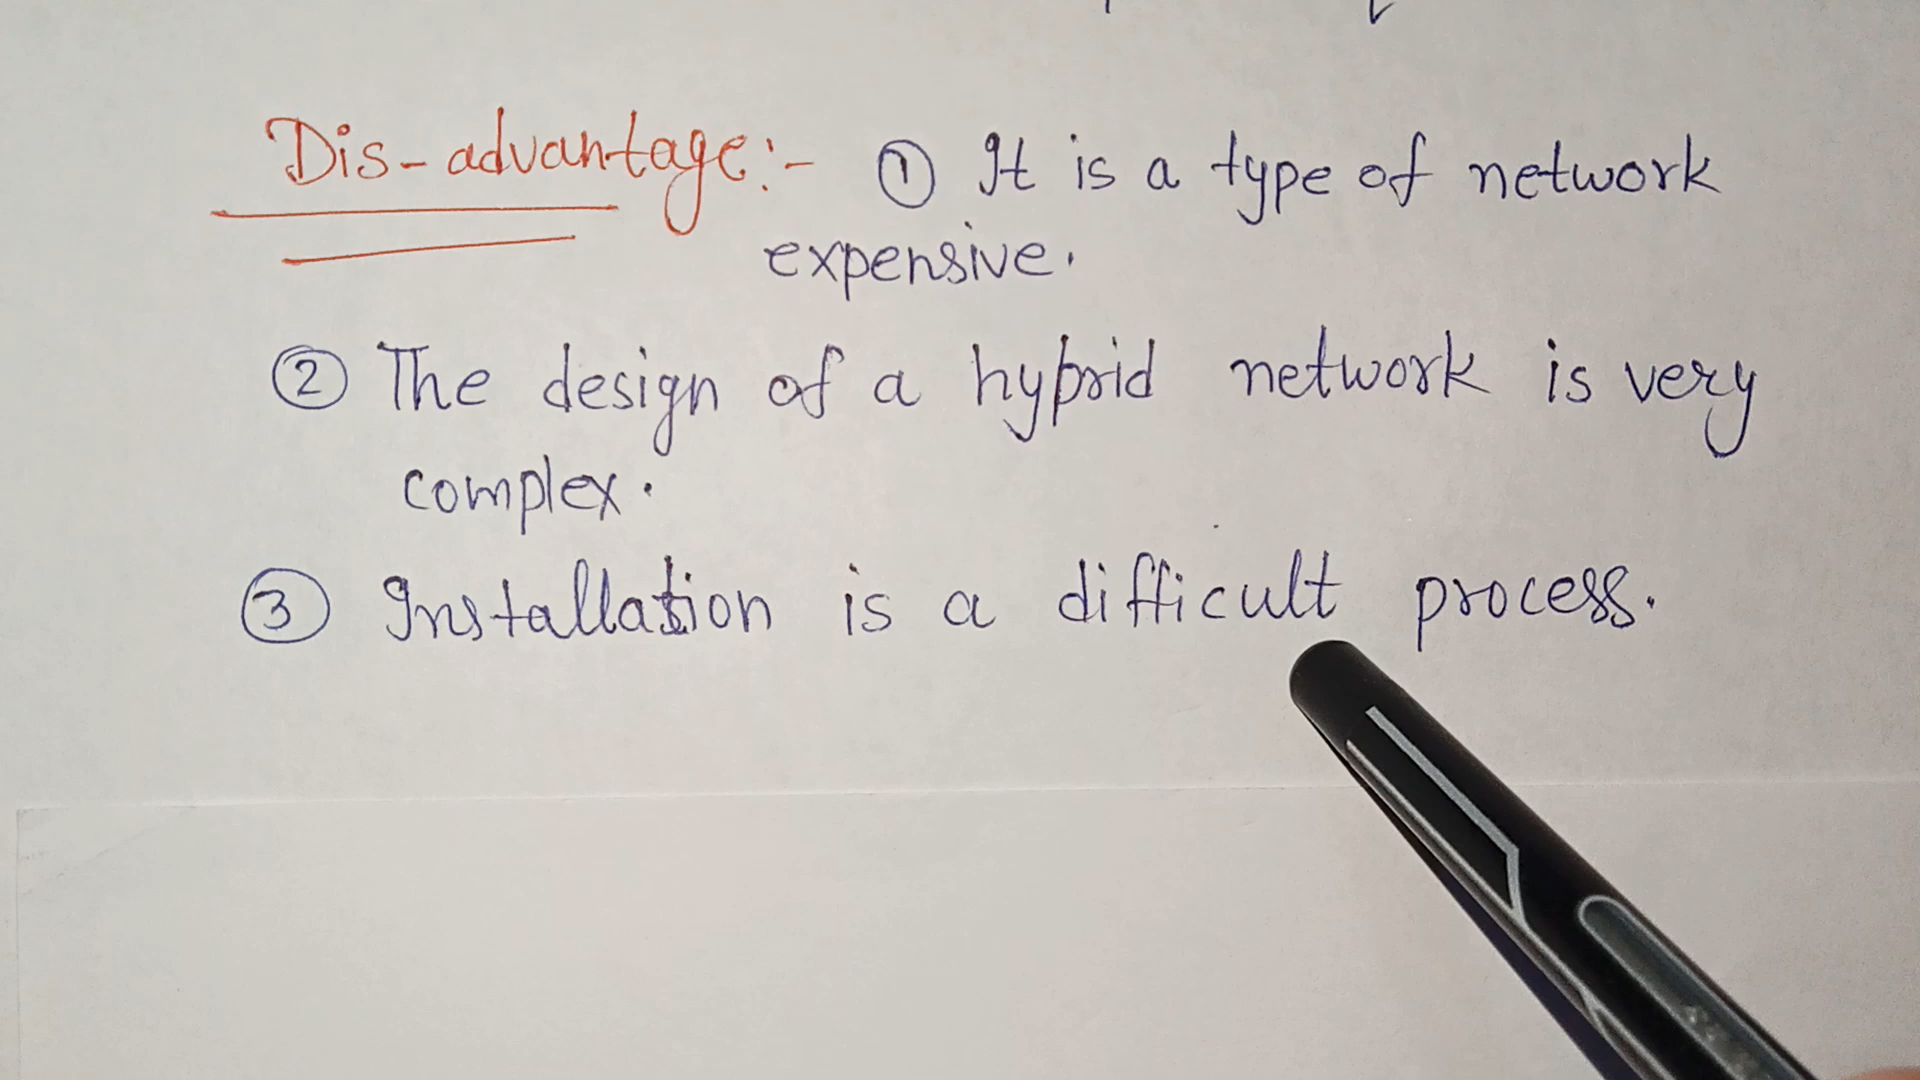 Dis-advantage:- ① It is a type of network
expensive.
② The design of a hybrid network is very
complex.
③ Installation is a difficult process.